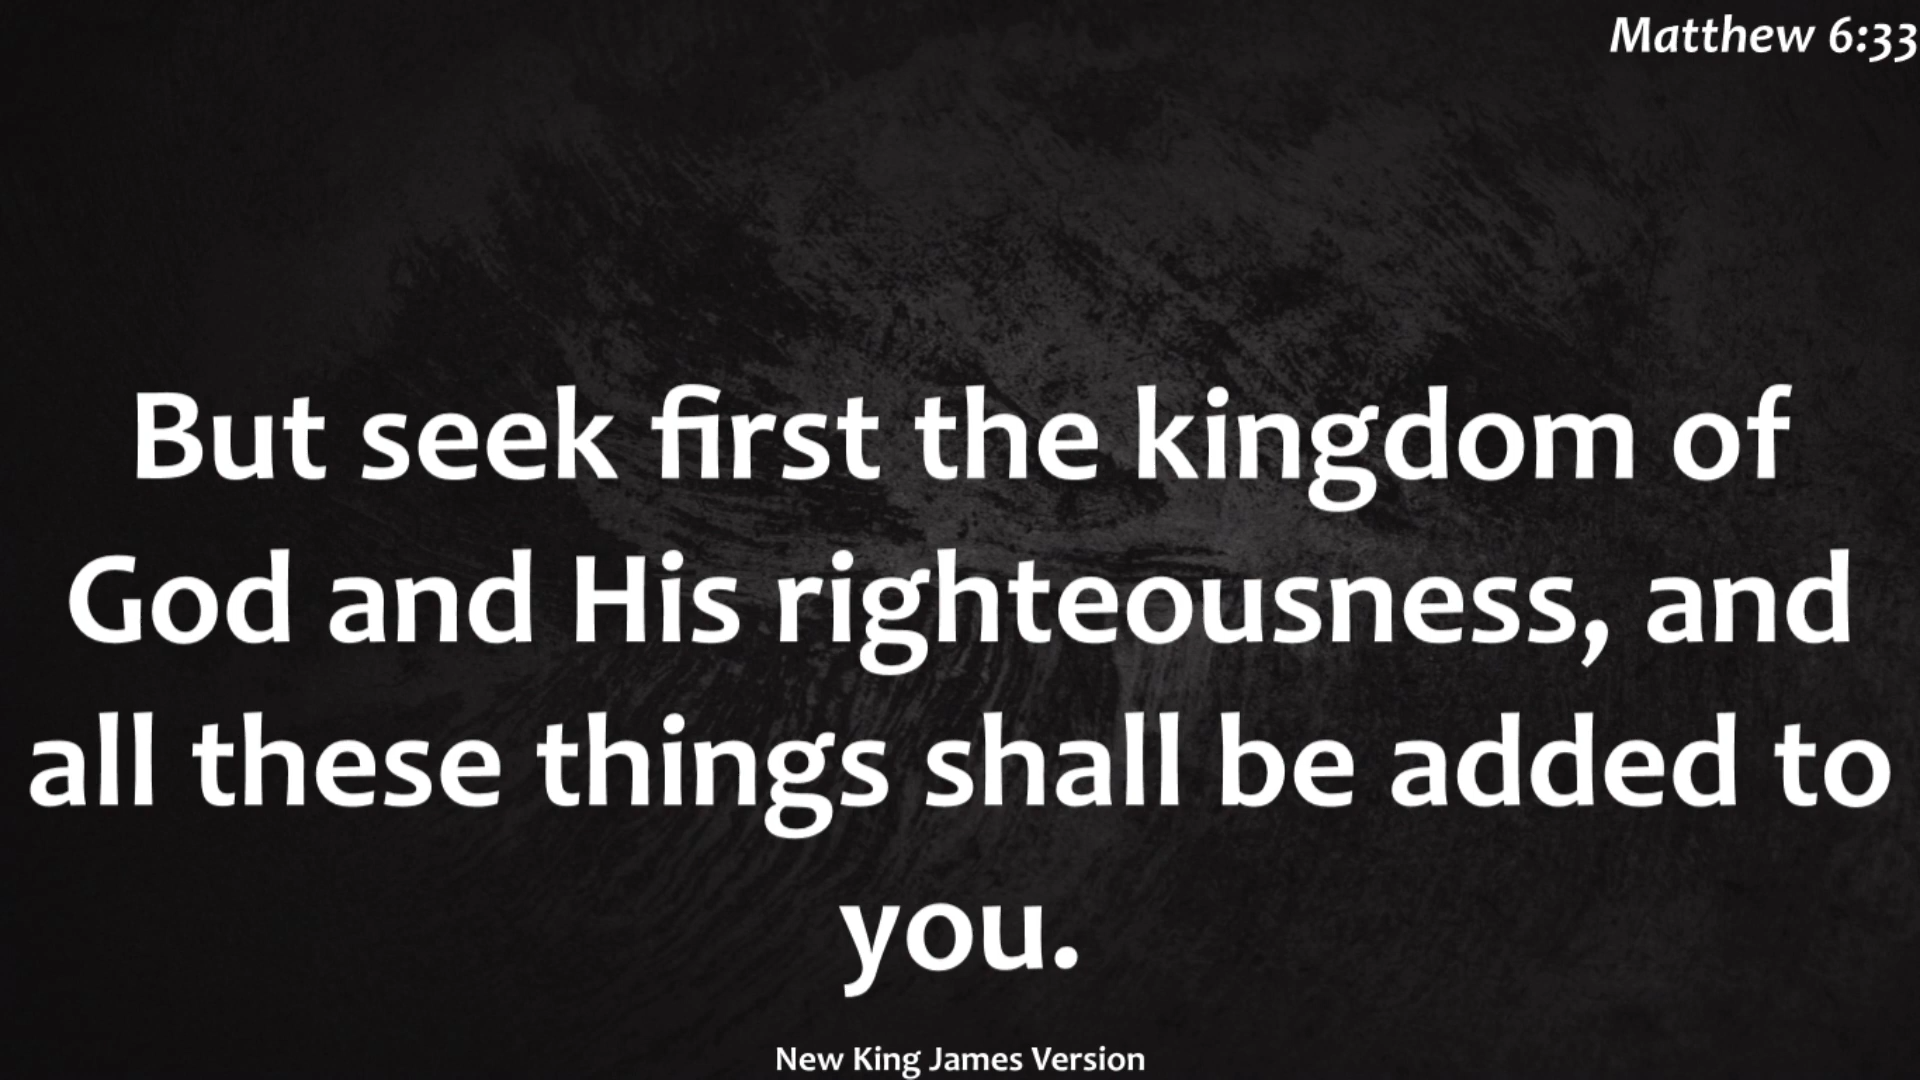 Matthew 6:33
But seek first the kingdom of
God and His righteousness, and
all these things shall be added to
you.
New King James Version